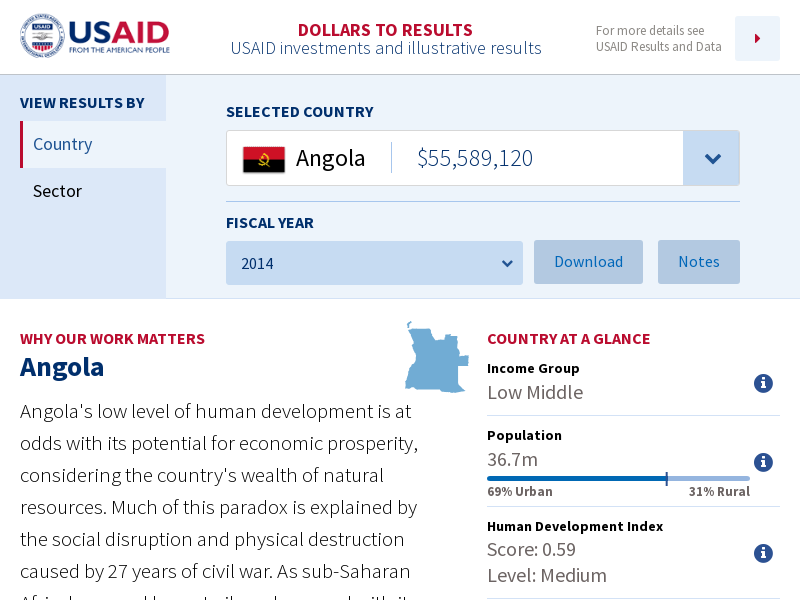 USAID
FROM THE AMERICAN PEOPLE
DOLLARS TO RESULTS
USAID investments and illustrative results
For more details see
USAID Results and Data
VIEW RESULTS BY
Country
Sector
SELECTED COUNTRY
Angola $55,589,120
FISCAL YEAR
2014
Download
Notes
WHY OUR WORK MATTERS
Angola
Angola's low level of human development is at
odds with its potential for economic prosperity,
considering the country's wealth of natural
resources. Much of this paradox is explained by
the social disruption and physical destruction
caused by 27 years of civil war. As sub-Saharan
COUNTRY AT A GLANCE
Income Group
Low Middle
Population
36.7m
69% Urban 31% Rural
Human Development Index
Score: 0.59
Level: Medium